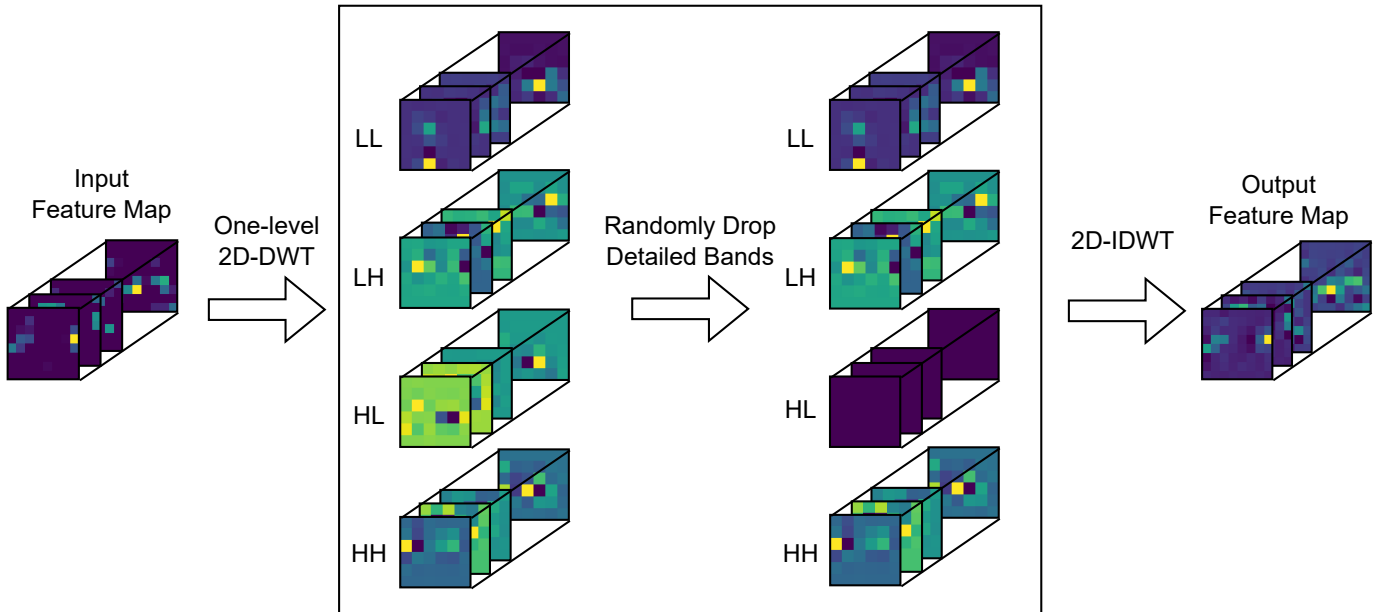 Input
Feature Map
One-level
2D-DWT
LL
LH
HL
HH
Randomly Drop
Detailed Bands
LL
LH
HL
HH
2D-IDWT
Output
Feature Map